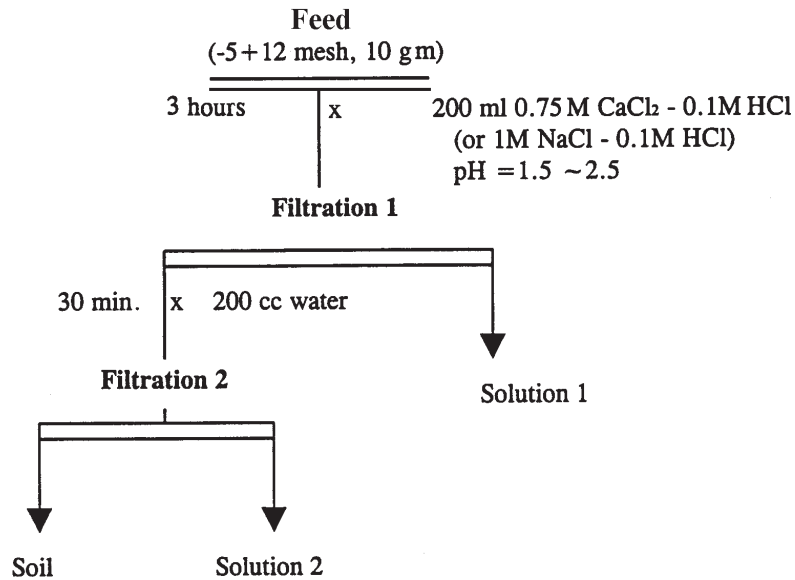 Feed
(-5+12 mesh, 10 gm)
3 hours x 200 ml 0.75 M CaCl₂ - 0.1M HCl
(or 1M NaCl - 0.1M HCl)
pH =1.5 ~2.5
Filtration 1
30 min. x 200 cc water
Filtration 2
Solution 1
Soil Solution 2